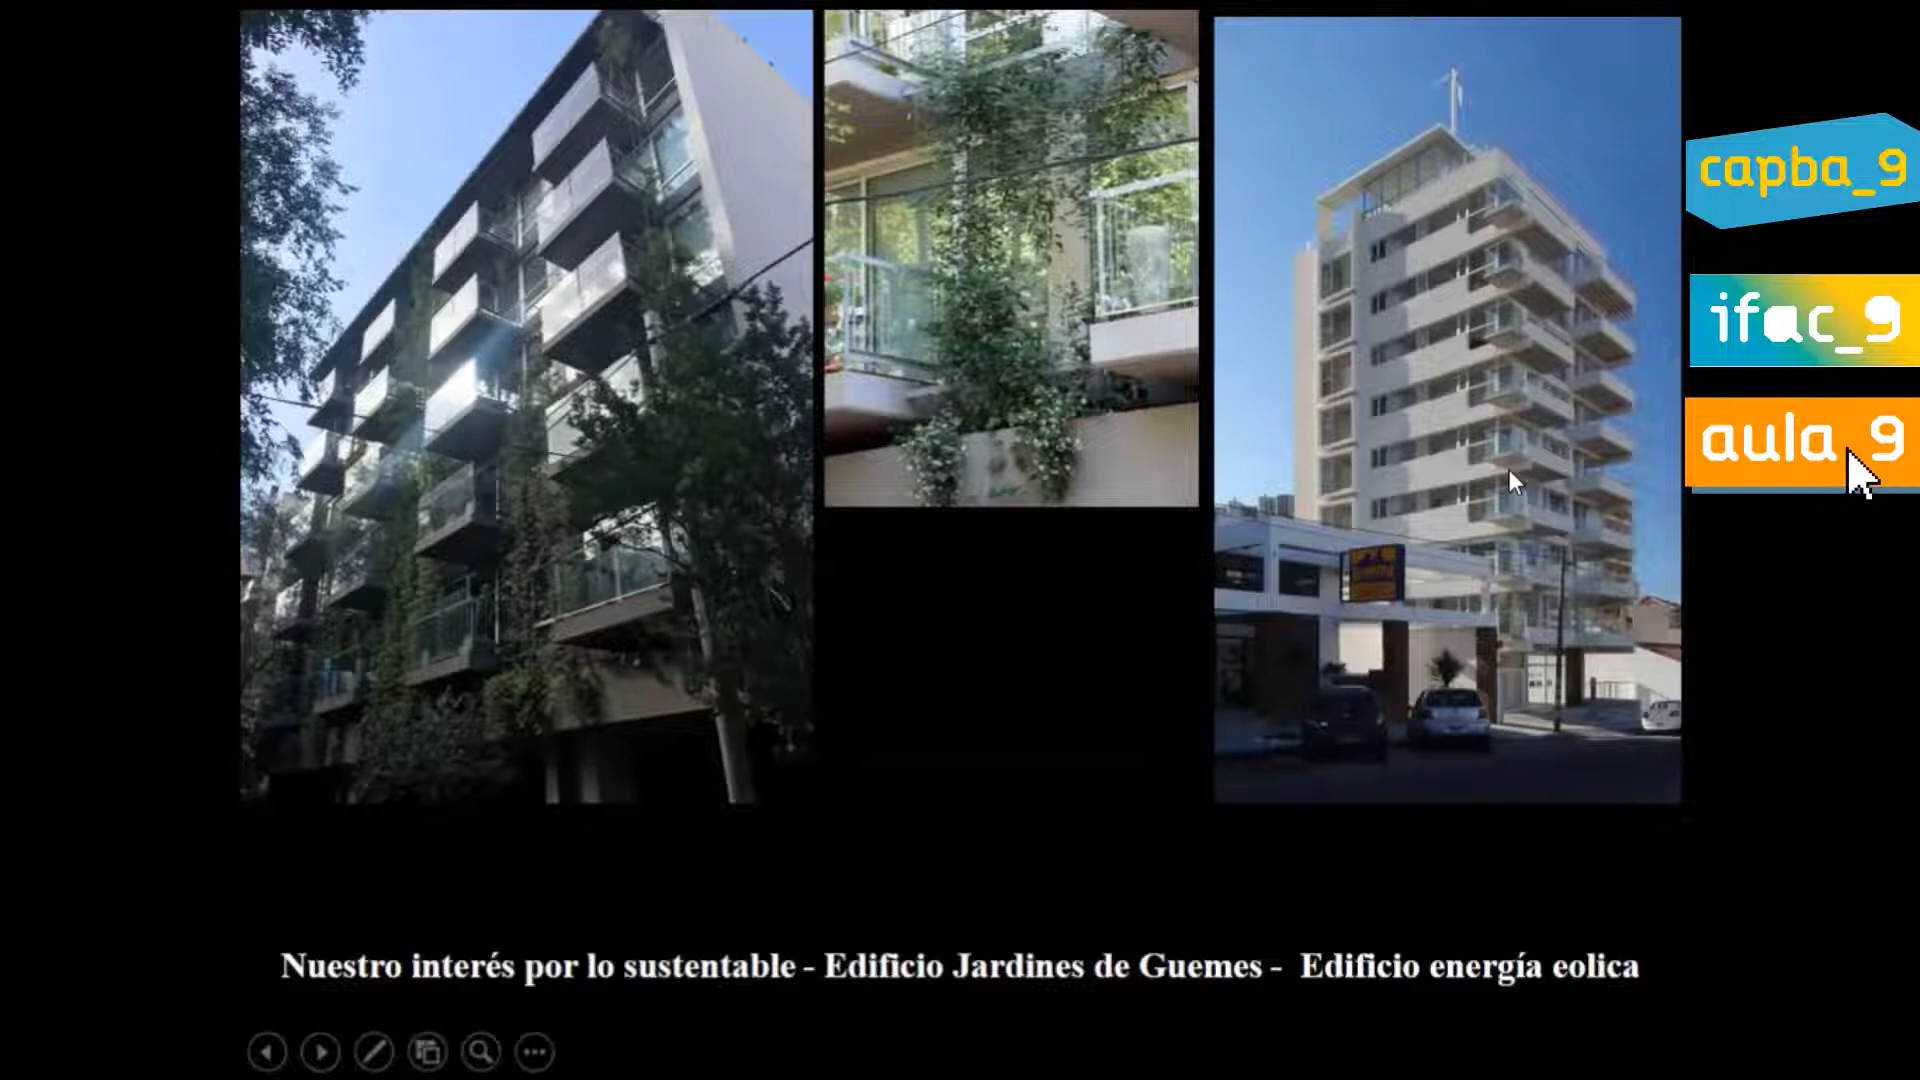 capba_9
ifac_9
aula_9
Nuestro interés por lo sustentable - Edificio Jardines de Guemes - Edificio energía eolica